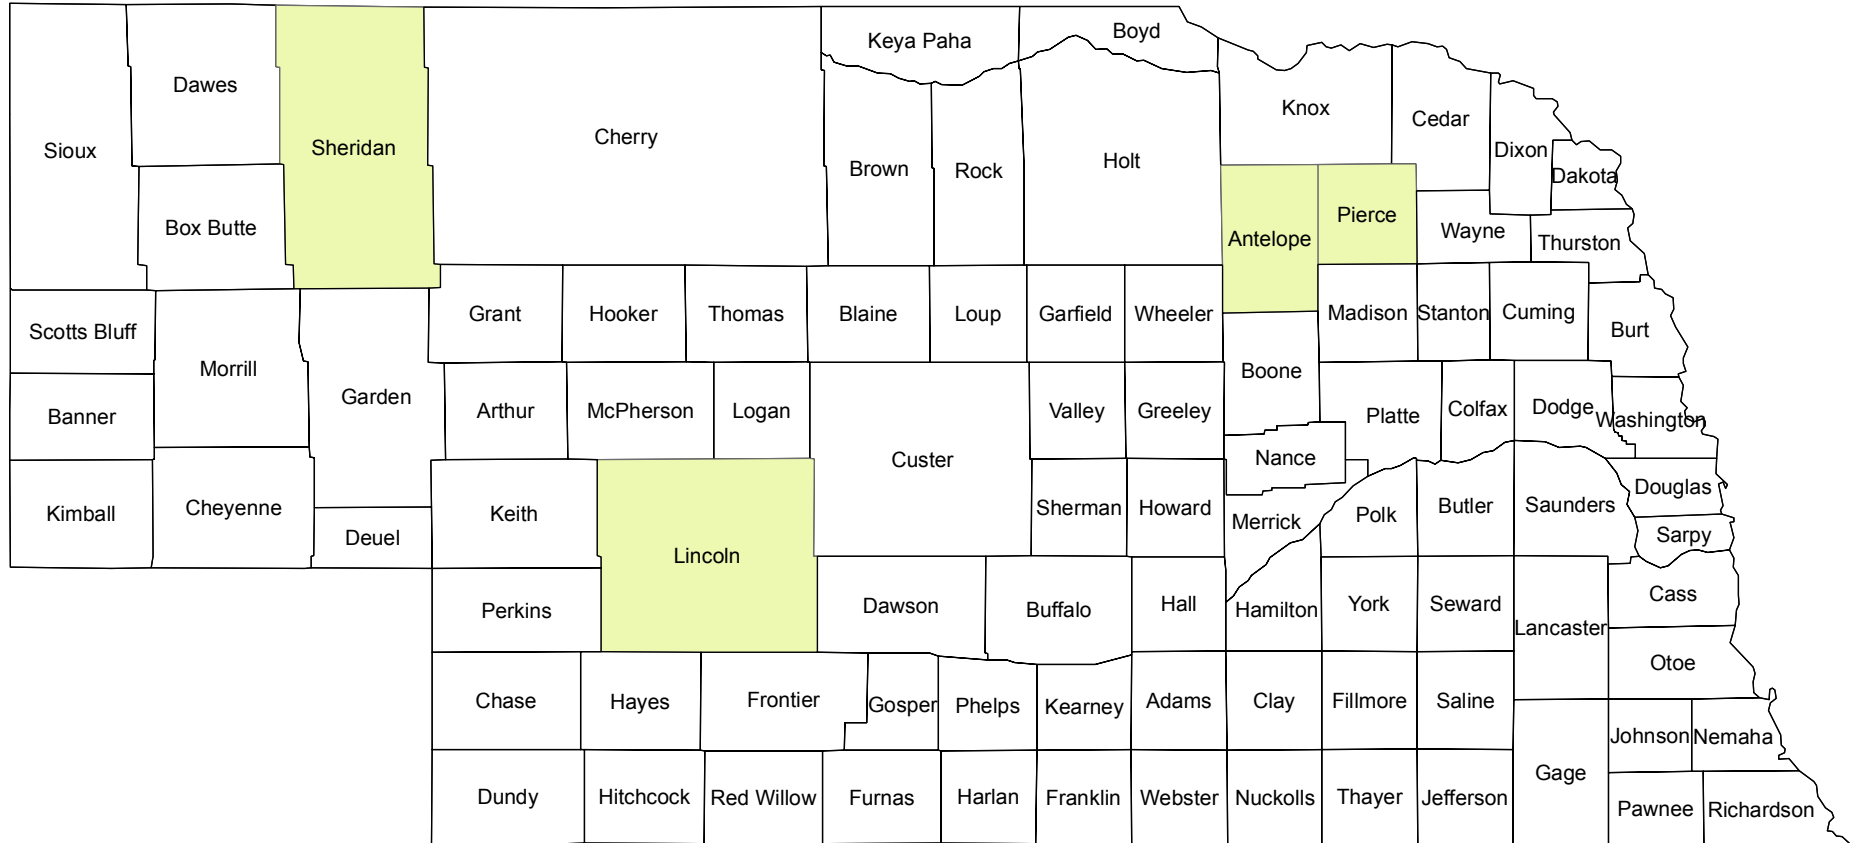 Keya Paha
Boyd
Dawes
Knox
Cedar
Sioux
Sheridan
Cherry
Brown
Rock
Holt
Dixon
Dakota
Box Butte
Antelope
Pierce
Wayne
Thurston
Scotts Bluff
Grant
Hooker
Thomas
Blaine
Loup
Garfield
Wheeler
Madison
Stanton
Cuming
Burt
Morrill
Garden
Boone
Banner
Arthur
McPherson
Logan
Valley
Greeley
Platte
Colfax
Dodge
Washington
Custer
Nance
Kimball
Cheyenne
Keith
Sherman
Howard
Merrick
Polk
Butler
Saunders
Douglas
Deuel
Lincoln
Sarpy
Perkins
Dawson
Buffalo
Hall
Hamilton
York
Seward
Lancaster
Cass
Otoe
Chase
Hayes
Frontier
Gosper
Phelps
Kearney
Adams
Clay
Fillmore
Saline
Johnson
Nemaha
Gage
Dundy
Hitchcock
Red Willow
Furnas
Harlan
Franklin
Webster
Nuckolls
Thayer
Jefferson
Pawnee
Richardson